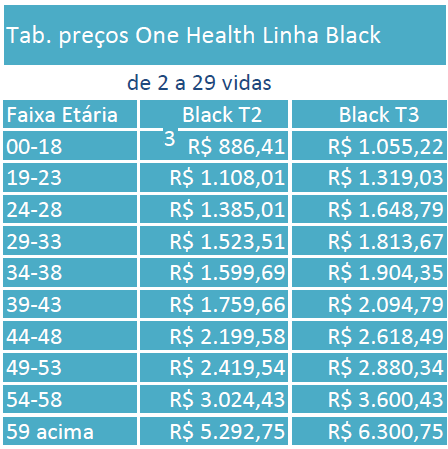 Tab. preços One Health Linha Black
de 2 a 29 vidas
Faixa Etária Black T2 Black T3
00-18 3 R$ 886,41 R$ 1.055,22
19-23 R$ 1.108,01 R$ 1.319,03
24-28 R$ 1.385,01 R$ 1.648,79
29-33 R$ 1.523,51 R$ 1.813,67
34-38 R$ 1.599,69 R$ 1.904,35
39-43 R$ 1.759,66 R$ 2.094,79
44-48 R$ 2.199,58 R$ 2.618,49
49-53 R$ 2.419,54 R$ 2.880,34
54-58 R$ 3.024,43 R$ 3.600,43
59 acima R$ 5.292,75 R$ 6.300,75